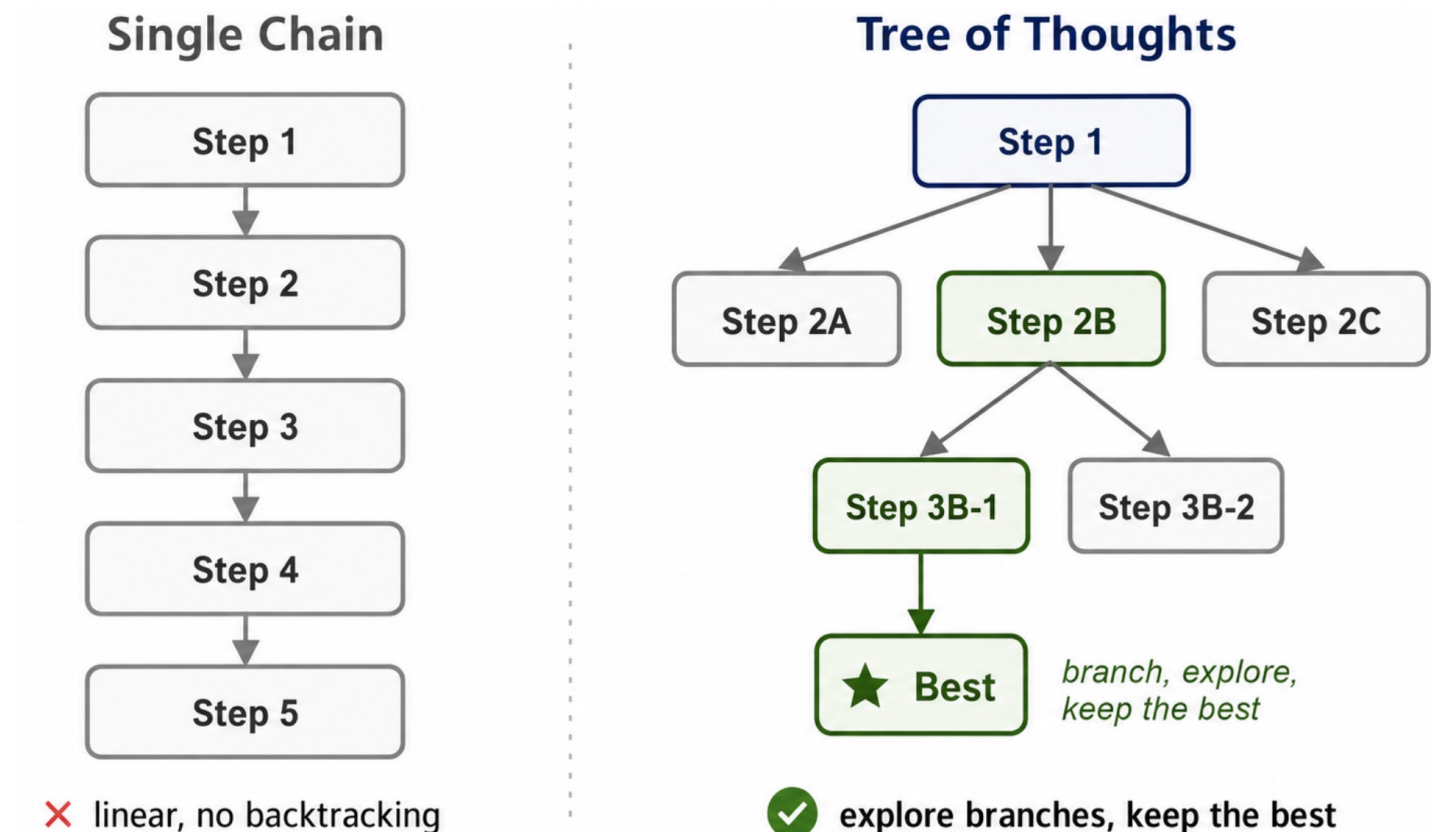 Single Chain
Step 1
Step 2
Step 3
Step 4
Step 5
linear, no backtracking
Tree of Thoughts
Step 1
Step 2A
Step 2B
Step 2C
Step 3B-1
Step 3B-2
Best
branch, explore,
keep the best
explore branches, keep the best